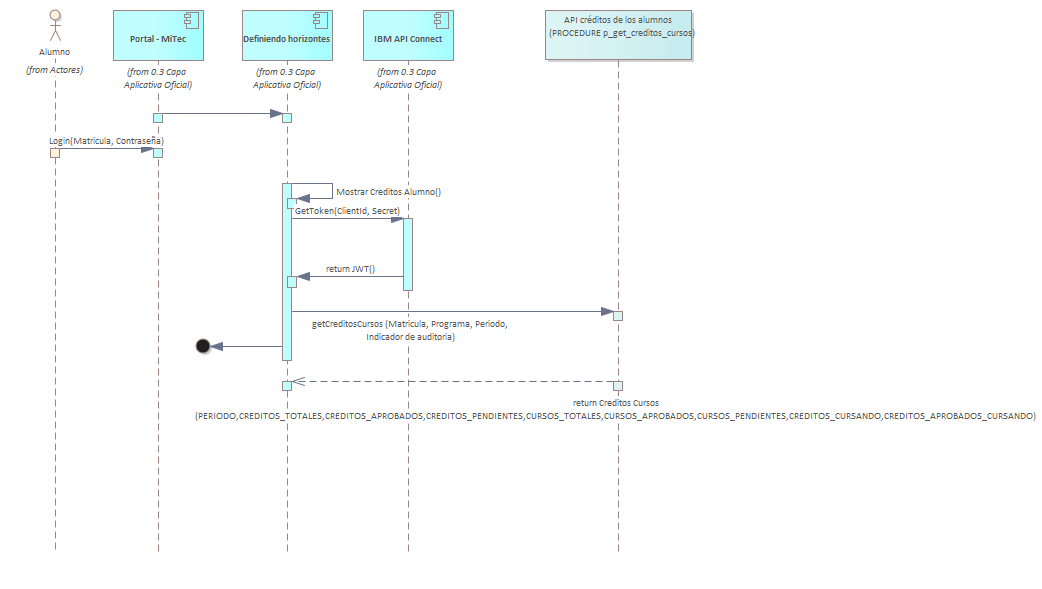 Alumno
(from Actores)
Portal - MiTec
(from 0.3 Capa
Aplicativa Oficial)
Definiendo horizontes
(from 0.3 Capa
Aplicativa Oficial)
IBM API Connect
(from 0.3 Capa
Aplicativa Oficial)
API créditos de los alumnos
(PROCEDURE p_get_creditos_cursos)
Login(Matricula, Contraseña)
Mostrar Creditos Alumno()
GetToken(ClientId, Secret)
return JWT()
getCreditosCursos (Matricula, Programa, Periodo,
Indicador de auditoria)
return Creditos Cursos
(PERIODO,CREDITOS_TOTALES,CREDITOS_APROBADOS,CREDITOS_PENDIENTES,CURSOS_TOTALES,CURSOS_APROBADOS,CURSOS_PENDIENTES,CREDITOS_CURSANDO,CREDITOS_APROBADOS_CURSANDO)